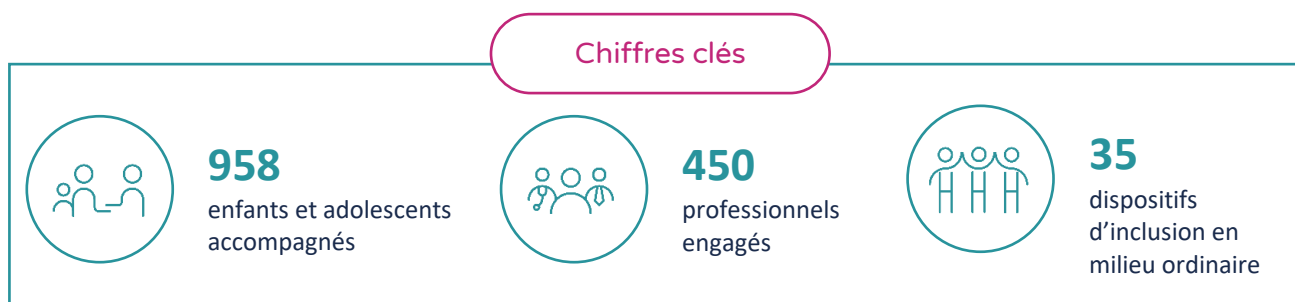 Chiffres clés
958
enfants et adolescents
accompagnés
450
professionnels
engagés
35
dispositifs
d’inclusion en
milieu ordinaire